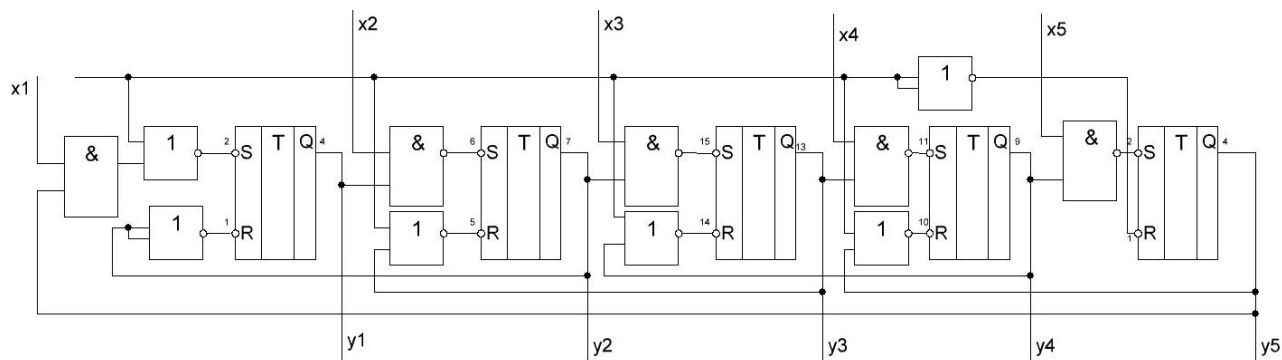 x2 x3 x4 x5
x1 1
& 1 2 S T Q 4 & 6 S T Q 7 & 15 S T Q 13 & 11 S T Q 9 & 2 S T Q 4
1 1 R 1 5 R 1 14 R 1 10 R 1 R
y1 y2 y3 y4 y5